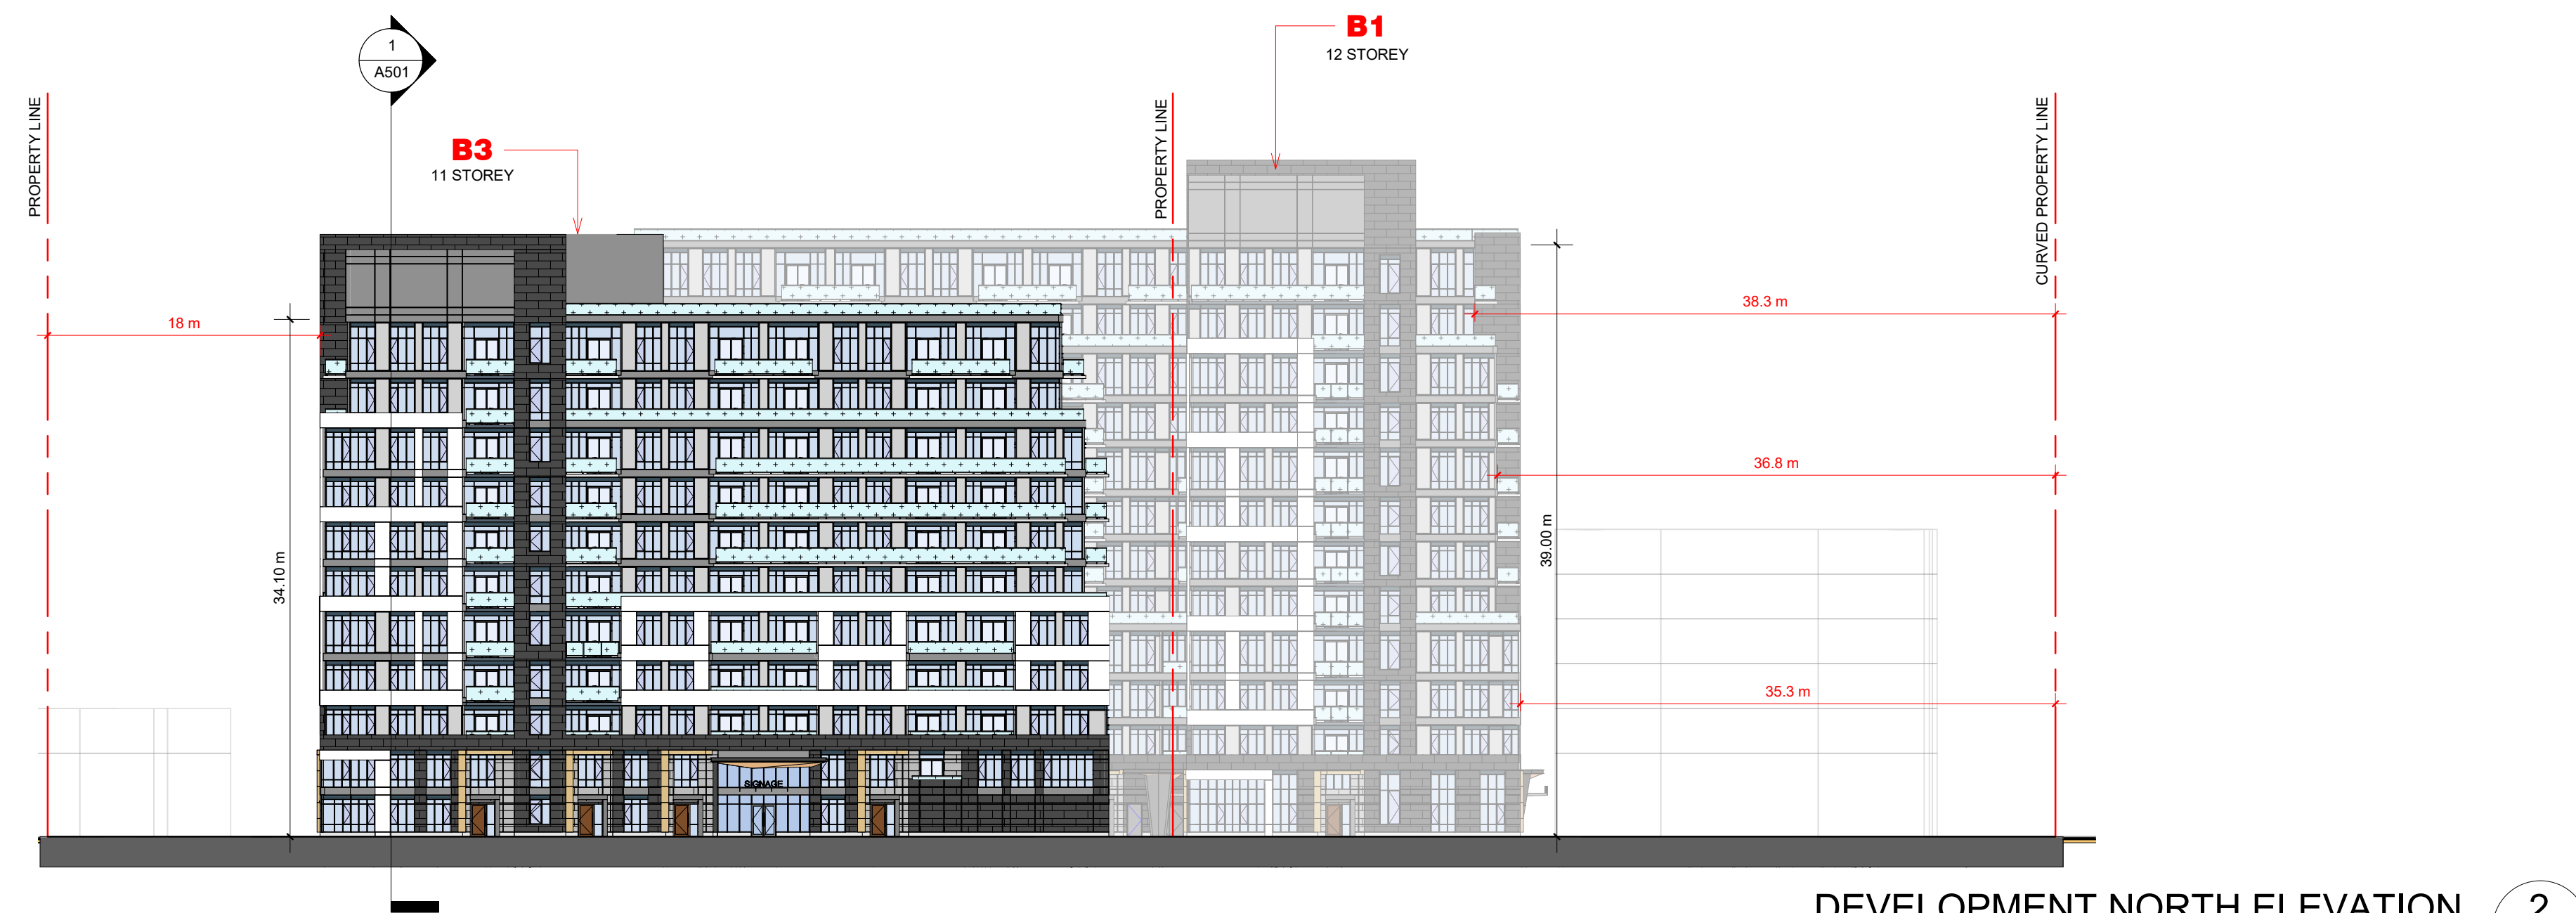 1
A501
B1
12 STOREY
PROPERTY LINE
PROPERTY LINE
CURVED PROPERTY LINE
B3
11 STOREY
18 m
38.3 m
36.8 m
35.3 m
34.10 m
39.00 m
SIGNAGE
DEVELOPMENT NORTH ELEVATION
2